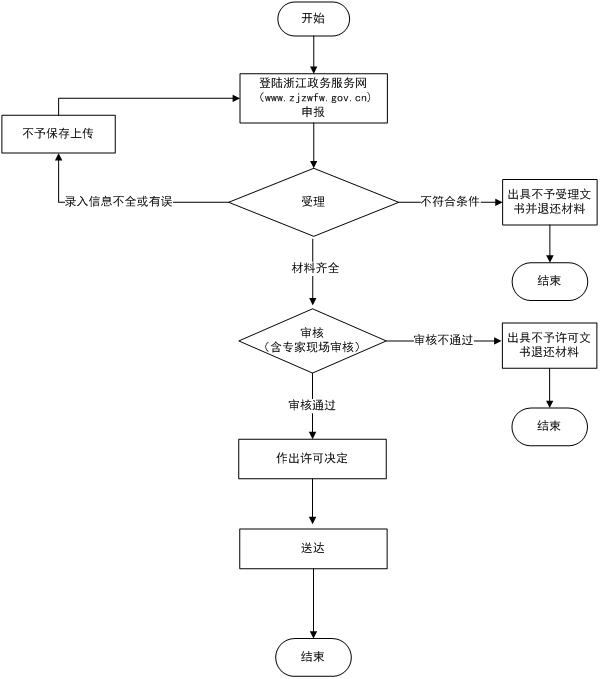 开始
登陆浙江政务服务网
（www.zjzwfw.gov.cn)
申报
不予保存上传
录入信息不全或有误
受理
不符合条件
出具不予受理文
书并退还材料
结束
材料齐全
审核
（含专家现场审核）
审核不通过
出具不予许可文
书退还材料
结束
审核通过
作出许可决定
送达
结束